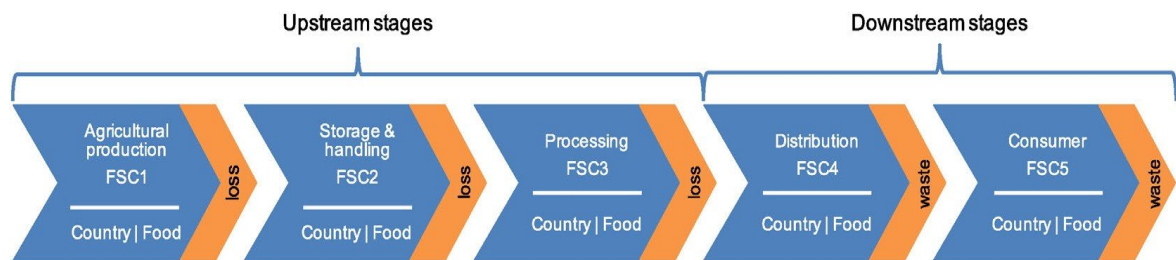 Upstream stages
Downstream stages
Agricultural
production
FSC1
Country | Food
loss
Storage &
handling
FSC2
Country | Food
loss
Processing
FSC3
Country | Food
loss
Distribution
FSC4
Country | Food
waste
Consumer
FSC5
Country | Food
waste